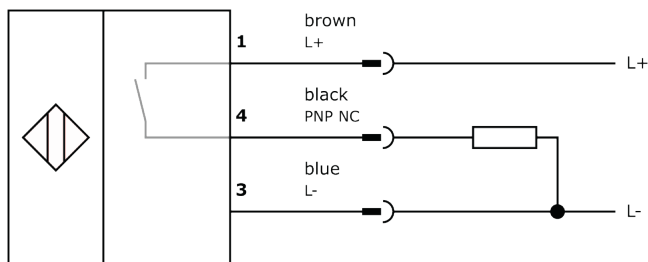 brown
1 L+
L+
black
4 PNP NC
blue
3 L-
L-